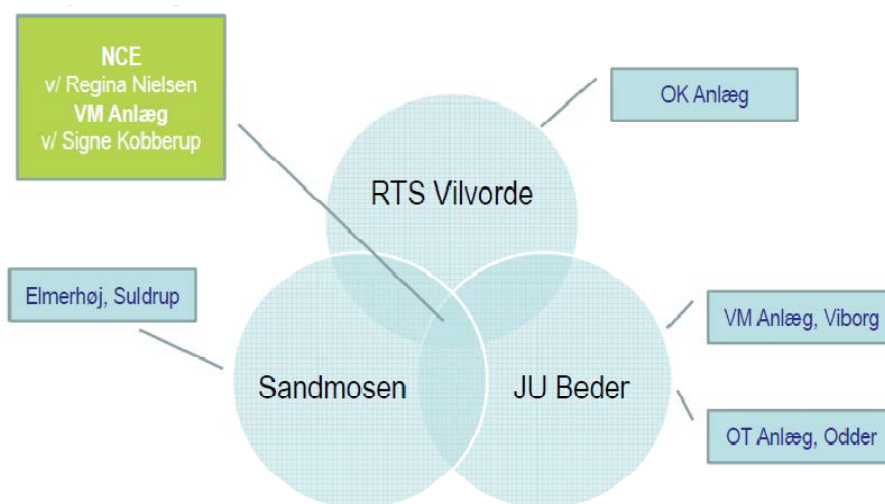 NCE
v/ Regina Nielsen
VM Anlæg
v/ Signe Kobberup
OK Anlæg
RTS Vilvorde
Elmerhøj, Suldrup
VM Anlæg, Viborg
Sandmosen
JU Beder
OT Anlæg, Odder